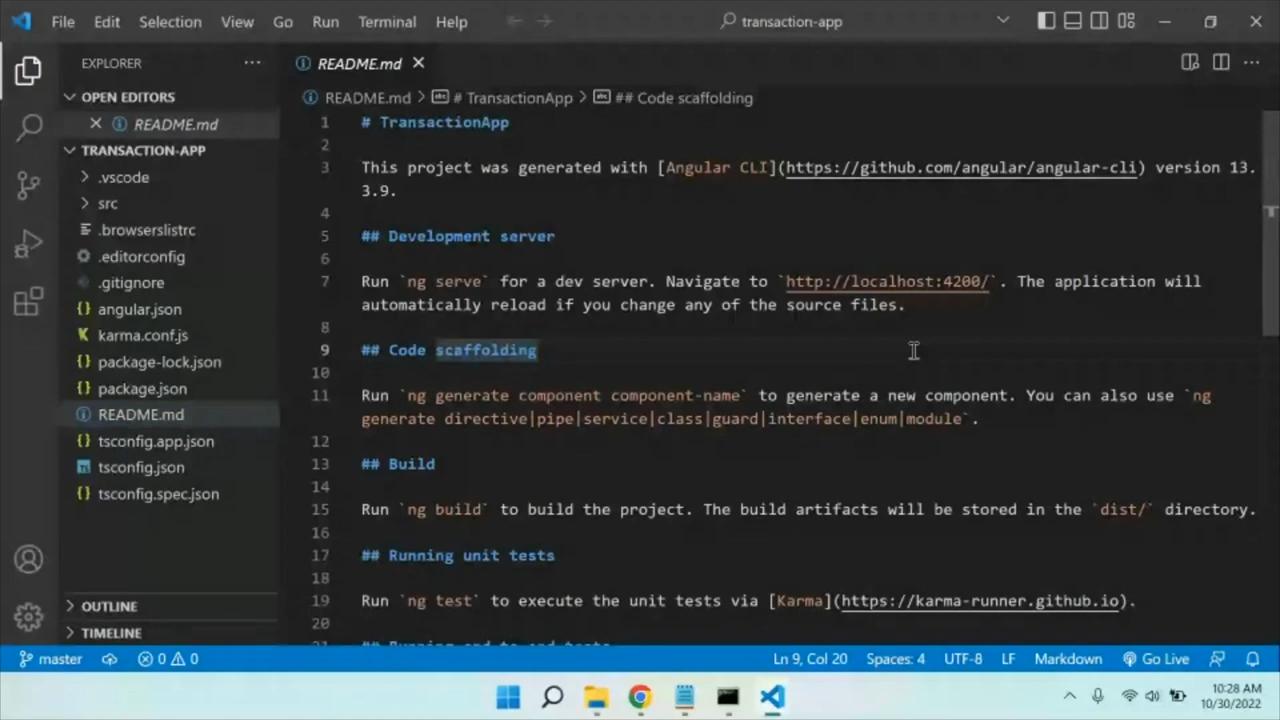 File Edit Selection View Go Run Terminal Help transaction-app
EXPLORER
OPEN EDITORS
README.md
TRANSACTION-APP
.vscode
src
.browserslistrc
.editorconfig
.gitignore
angular.json
karma.conf.js
package-lock.json
package.json
README.md
tsconfig.app.json
tsconfig.json
tsconfig.spec.json
OUTLINE
TIMELINE
README.md
README.md > # TransactionApp > ## Code scaffolding
1 # TransactionApp
2
3 This project was generated with [Angular CLI](https://github.com/angular/angular-cli) version 13.
3.9.
4
5 ## Development server
6
7 Run `ng serve` for a dev server. Navigate to `http://localhost:4200/`. The application will
automatically reload if you change any of the source files.
8
9 ## Code scaffolding
10
11 Run `ng generate component component-name` to generate a new component. You can also use `ng
generate directive|pipe|service|class|guard|interface|enum|module`.
12
13 ## Build
14
15 Run `ng build` to build the project. The build artifacts will be stored in the `dist/` directory.
16
17 ## Running unit tests
18
19 Run `ng test` to execute the unit tests via [Karma](https://karma-runner.github.io).
20
21 ## Running end-to-end tests
master 0 0 Ln 9, Col 20 Spaces: 4 UTF-8 LF Markdown Go Live
10:28 AM
10/30/2022